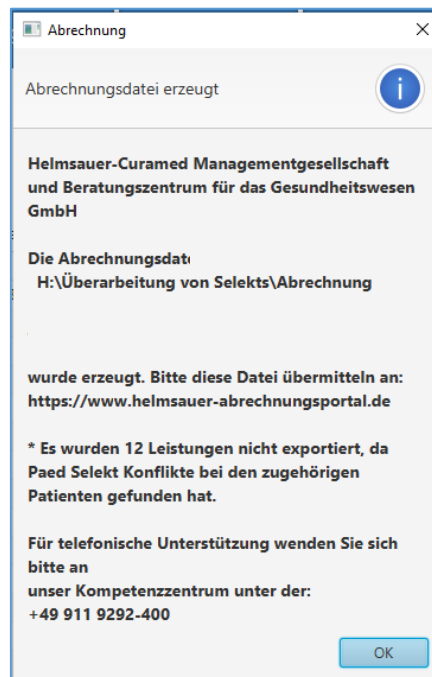 Abrechnung
Abrechnungsdatei erzeugt
Helmsauer-Curamed Managementgesellschaft
und Beratungszentrum für das Gesundheitswesen
GmbH
Die Abrechnungsdat
H:\Überarbeitung von Selekts\Abrechnung
wurde erzeugt. Bitte diese Datei übermitteln an:
https://www.helmsauer-abrechnungsportal.de
* Es wurden 12 Leistungen nicht exportiert, da
Paed Selekt Konflikte bei den zugehörigen
Patienten gefunden hat.
Für telefonische Unterstützung wenden Sie sich
bitte an
unser Kompetenzzentrum unter der:
+49 911 9292-400
OK